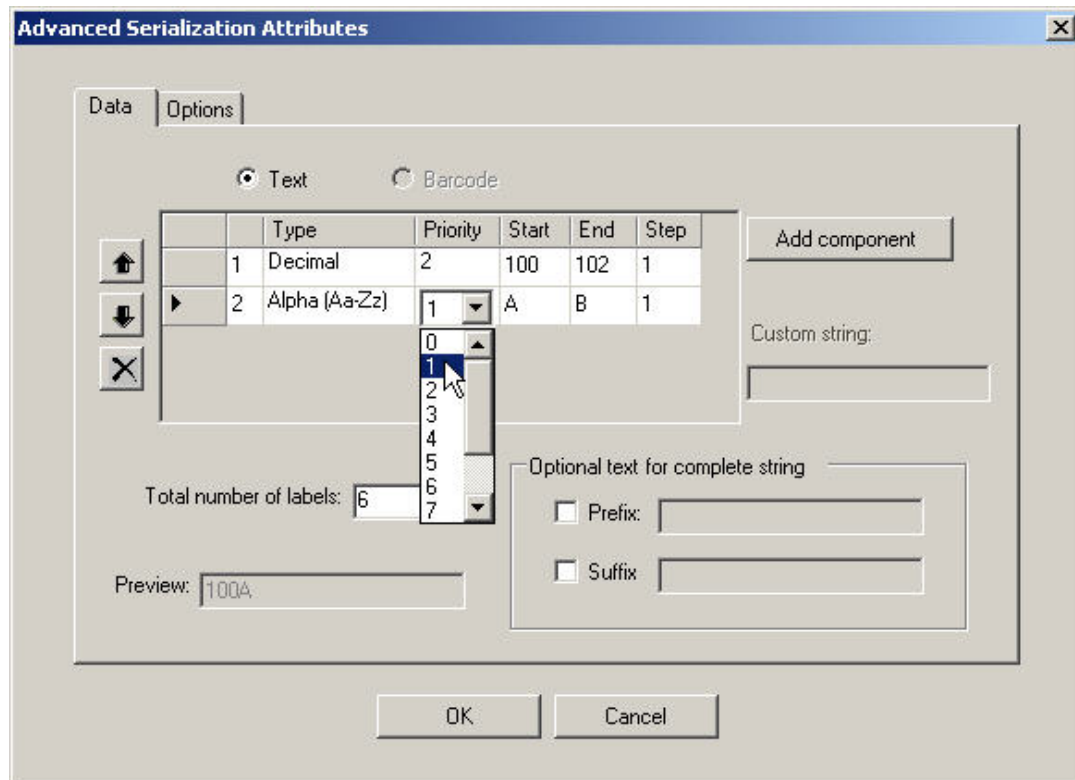 Advanced Serialization Attributes
Data Options
Text Barcode
Type Priority Start End Step
Add component
1 Decimal 2 100 102 1
2 Alpha (Aa-Zz) 1 A B 1
0
Custom string:
1
2
3
4
5
Optional text for complete string
6
Total number of labels: 6
7
Prefix:
Suffix
Preview: 100A
OK Cancel